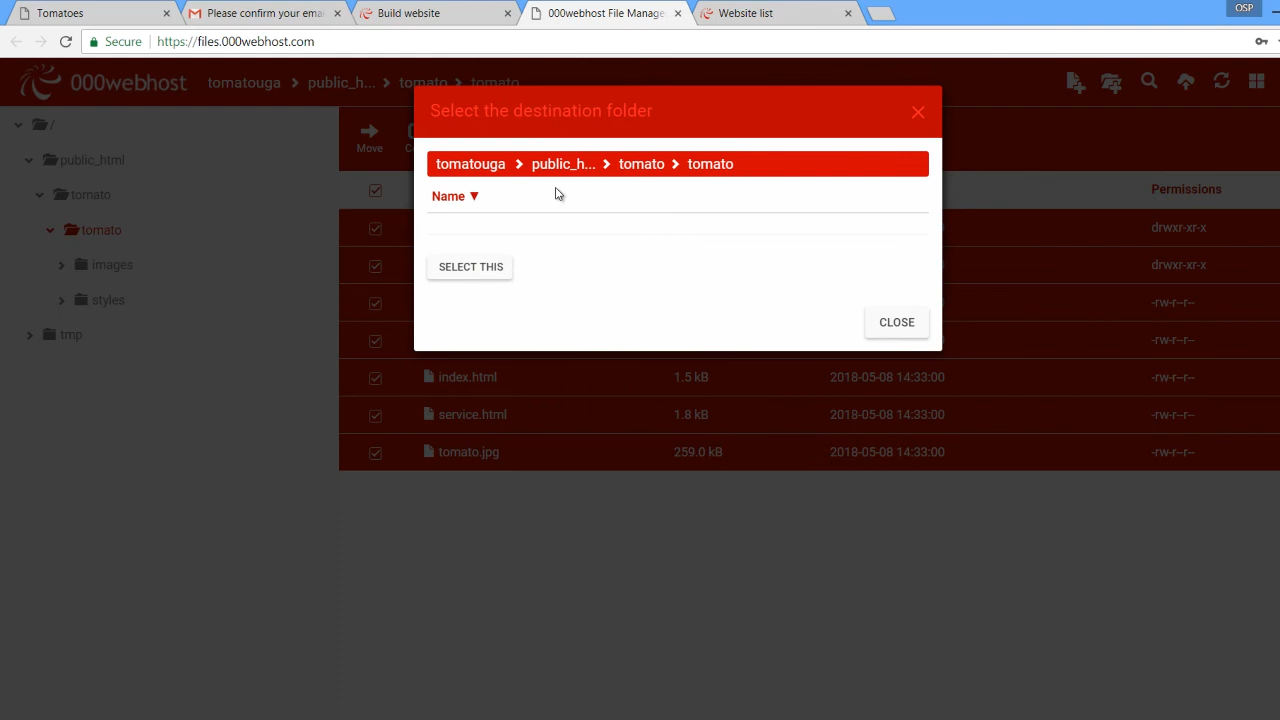 Tomatoes
Please confirm your emai
Build website
000webhost File Manage
Website list
OSP
Secure
https://files.000webhost.com
000webhost
tomatouga
public_h...
tomato
tomato
Select the destination folder
tomatouga
public_h...
tomato
tomato
Name ▼
SELECT THIS
CLOSE
/
public_html
tomato
tomato
images
styles
tmp
Move
Permissions
drwxr-xr-x
drwxr-xr-x
-rw-r--r--
-rw-r--r--
index.html 1.5 kB 2018-05-08 14:33:00 -rw-r--r--
service.html 1.8 kB 2018-05-08 14:33:00 -rw-r--r--
tomato.jpg 259.0 kB 2018-05-08 14:33:00 -rw-r--r--